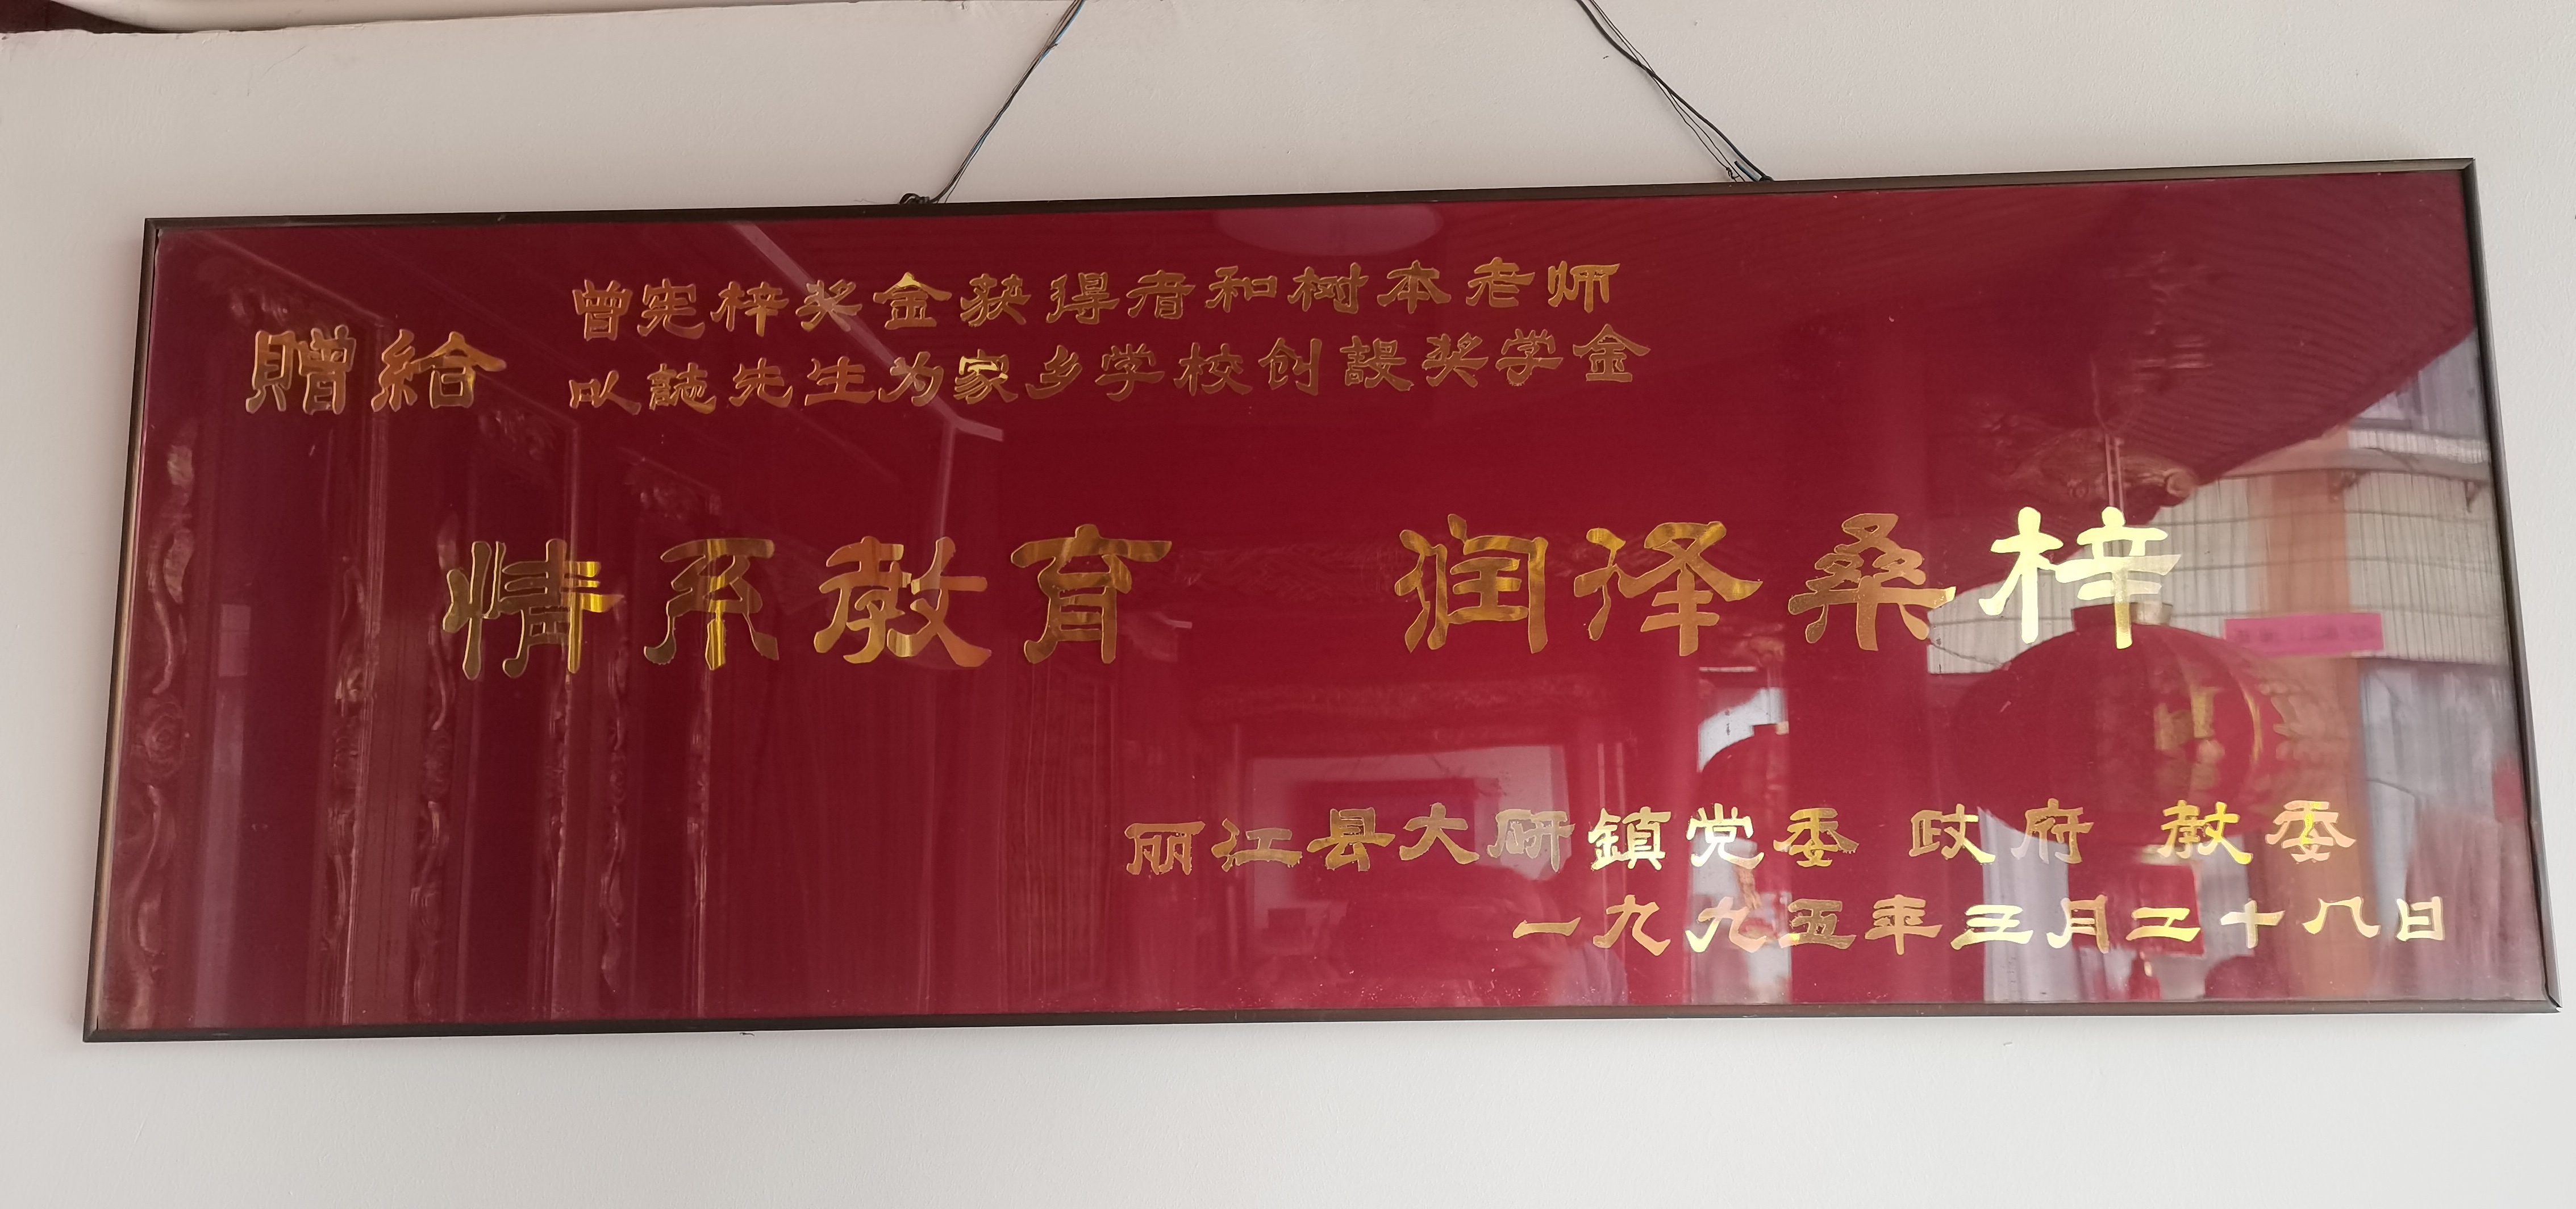 贈給
曾宪梓奖金获得者和树本老师
以誌先生为家乡学校创設奖学金
情系教育 润泽桑梓
丽江县大研鎮党委 政府 教委
一九九五年三月二十八日